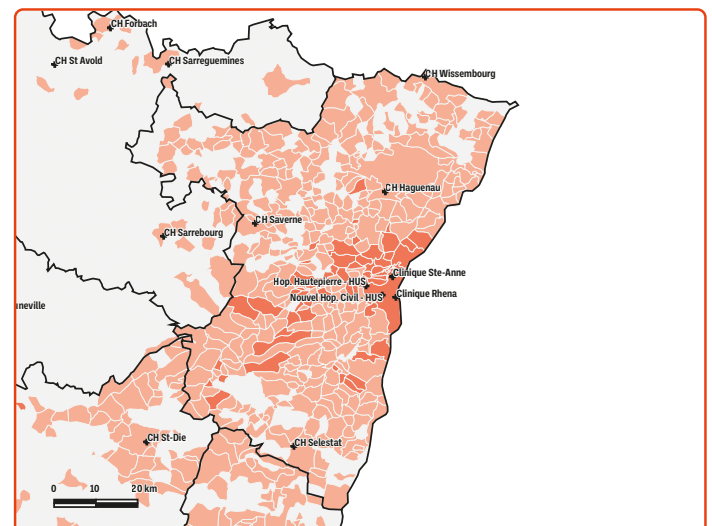 CH Forbach
CH St Avold
CH Sarreguemines
CH Wissembourg
CH Haguenau
CH Saverne
CH Sarrebourg
Clinique Ste-Anne
Hop. Hautepierre - HUS
Clinique Rhena
Nouvel Hop. Civil - HUS
neville
CH St-Die
CH Selestat
0 10 20 km